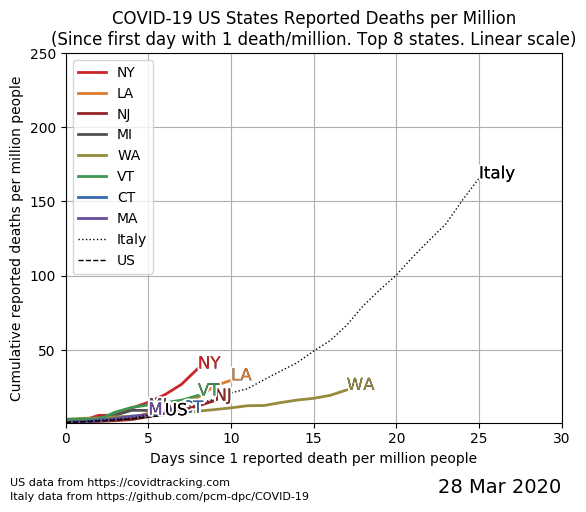 COVID-19 US States Reported Deaths per Million
(Since first day with 1 death/million. Top 8 states. Linear scale)
Cumulative reported deaths per million people
250
200
150
100
50
NY
LA
NJ
MI
WA
VT
CT
MA
Italy
US
Italy
NY
LA
VT
NJ
WA
US
0
5
10
15
20
25
30
Days since 1 reported death per million people
US data from https://covidtracking.com
Italy data from https://github.com/pcm-dpc/COVID-19
28 Mar 2020